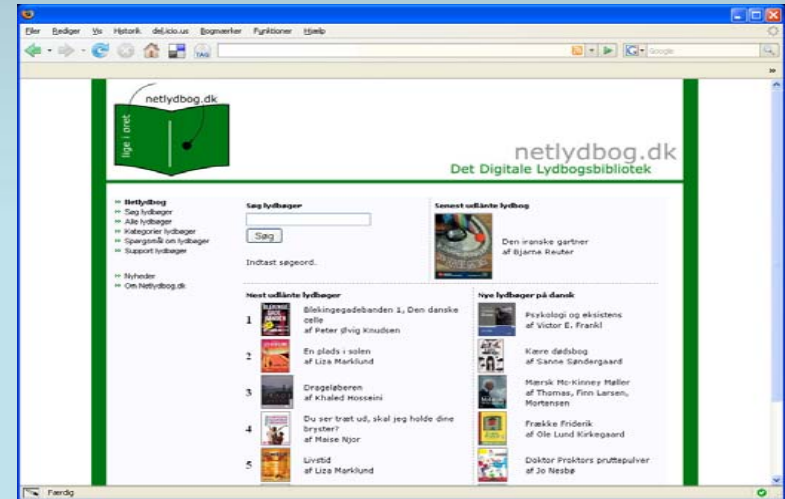 Filer Rediger Vis Historik del.icio.us Bogmærker Funktioner Hjælp
TAG
Google
netlydbog.dk
lige i øret
netlydbog.dk
Det Digitale Lydbogsbibliotek
Netlydbog
Søg lydbøger
Alle lydbøger
Kategorier lydbøger
Spørgsmål om lydbøger
Support lydbøger
Nyheder
Om Netlydbog.dk
Søg lydbøger
Søg
Indtast søgeord.
Senest udlånte lydbog
Den iranske gartner
af Bjarne Reuter
Mest udlånte lydbøger
1
Blekingegadebanden 1, Den danske
celle
af Peter Øvig Knudsen
2
En plads i solen
af Liza Marklund
3
Drageløberen
af Khaled Hosseini
4
Du ser træt ud, skal jeg holde dine
bryster?
af Maise Njor
5
Livstid
af Liza Marklund
Nye lydbøger på dansk
Psykologi og eksistens
af Victor E. Frankl
Kære dødsbog
af Sanne Søndergaard
Mærsk Mc-Kinney Møller
af Thomas, Finn Larsen,
Mortensen
Frække Friderik
af Ole Lund Kirkegaard
Doktor Proktors pruttepulver
af Jo Nesbø
Færdig